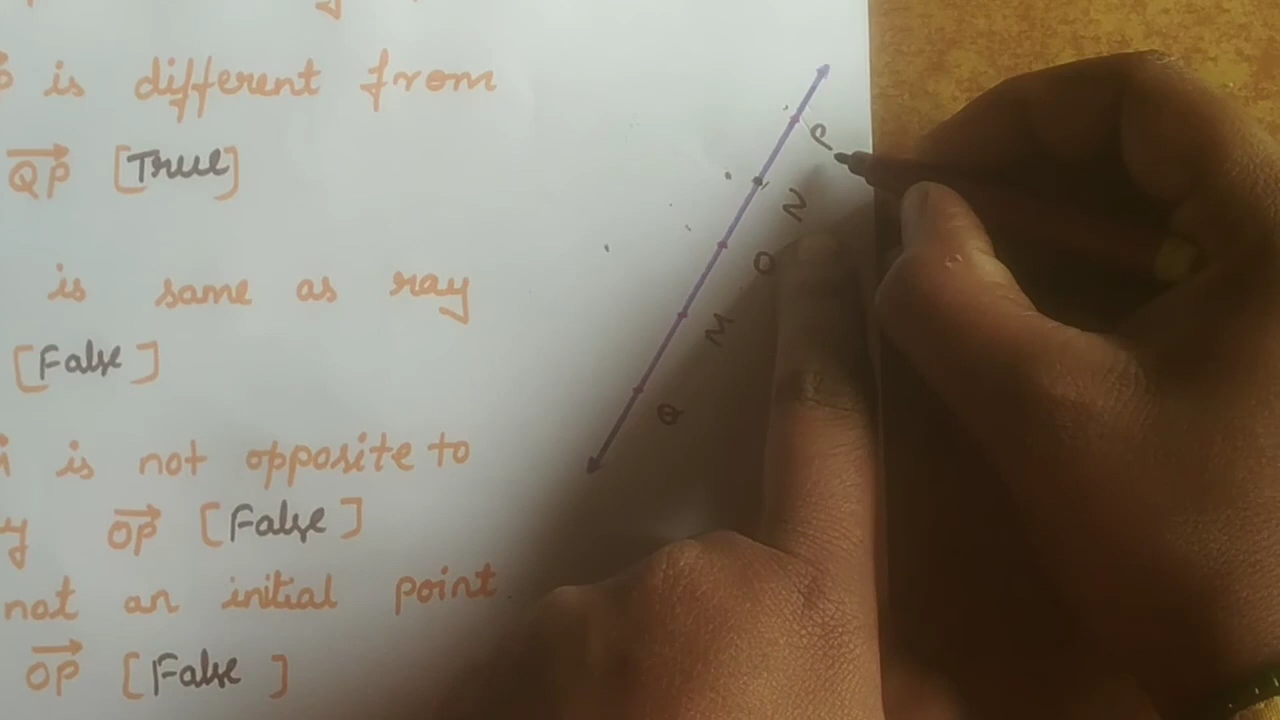 is different from
QP [True]
is same as ray
[False]
is not opposite to
OP [False]
not an initial point
OP [False]
P
N
O
M
Q